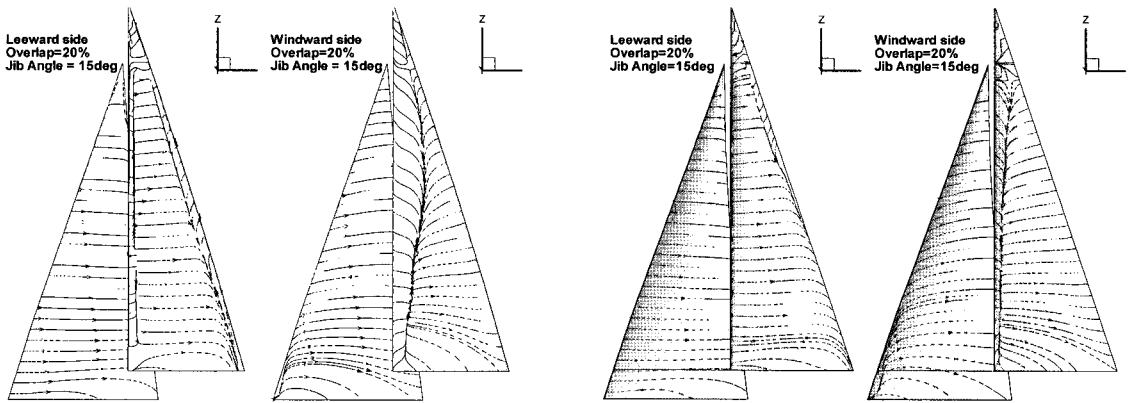 Leeward side
Overlap=20%
Jib Angle = 15deg
Z
Windward side
Overlap=20%
Jib Angle = 15deg
Z
Leeward side
Overlap=20%
Jib Angle=15deg
Z
Windward side
Overlap=20%
Jib Angle=15deg
Z